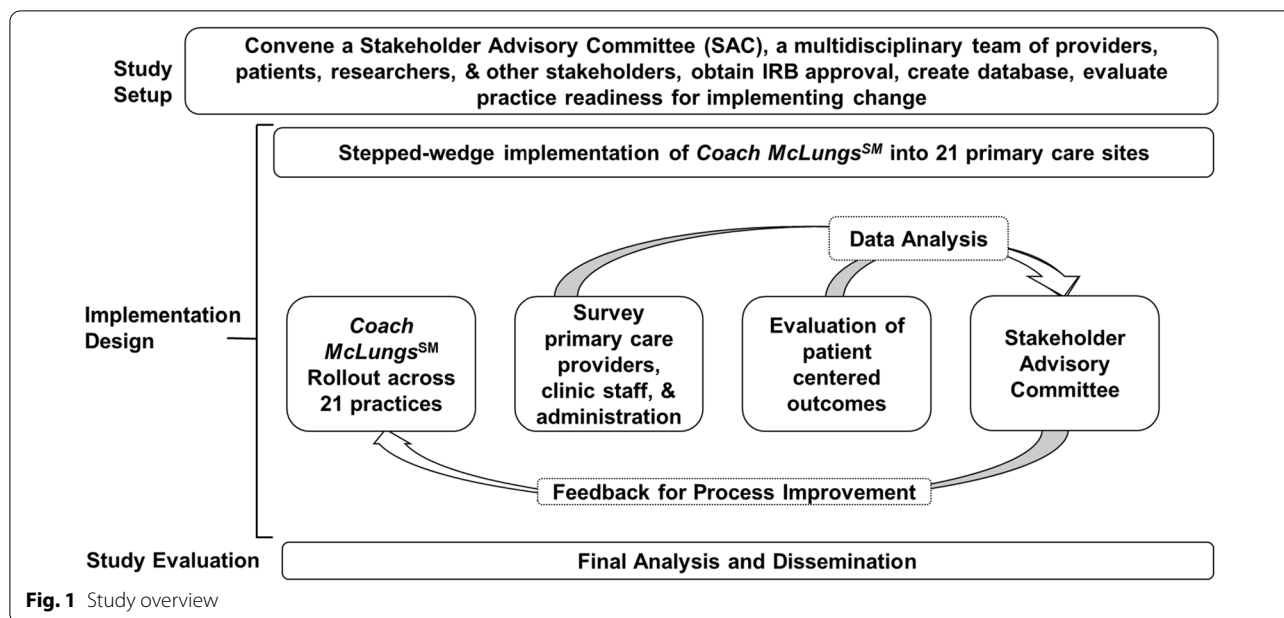 Study
Setup
Convene a Stakeholder Advisory Committee (SAC), a multidisciplinary team of providers,
patients, researchers, & other stakeholders, obtain IRB approval, create database, evaluate
practice readiness for implementing change
Implementation
Design
Stepped-wedge implementation of Coach McLungsSM into 21 primary care sites
Data Analysis
Coach
McLungsSM
Rollout across
21 practices
Survey
primary care
providers,
clinic staff, &
administration
Evaluation of
patient
centered
outcomes
Stakeholder
Advisory
Committee
Feedback for Process Improvement
Study Evaluation
Final Analysis and Dissemination
Fig. 1 Study overview